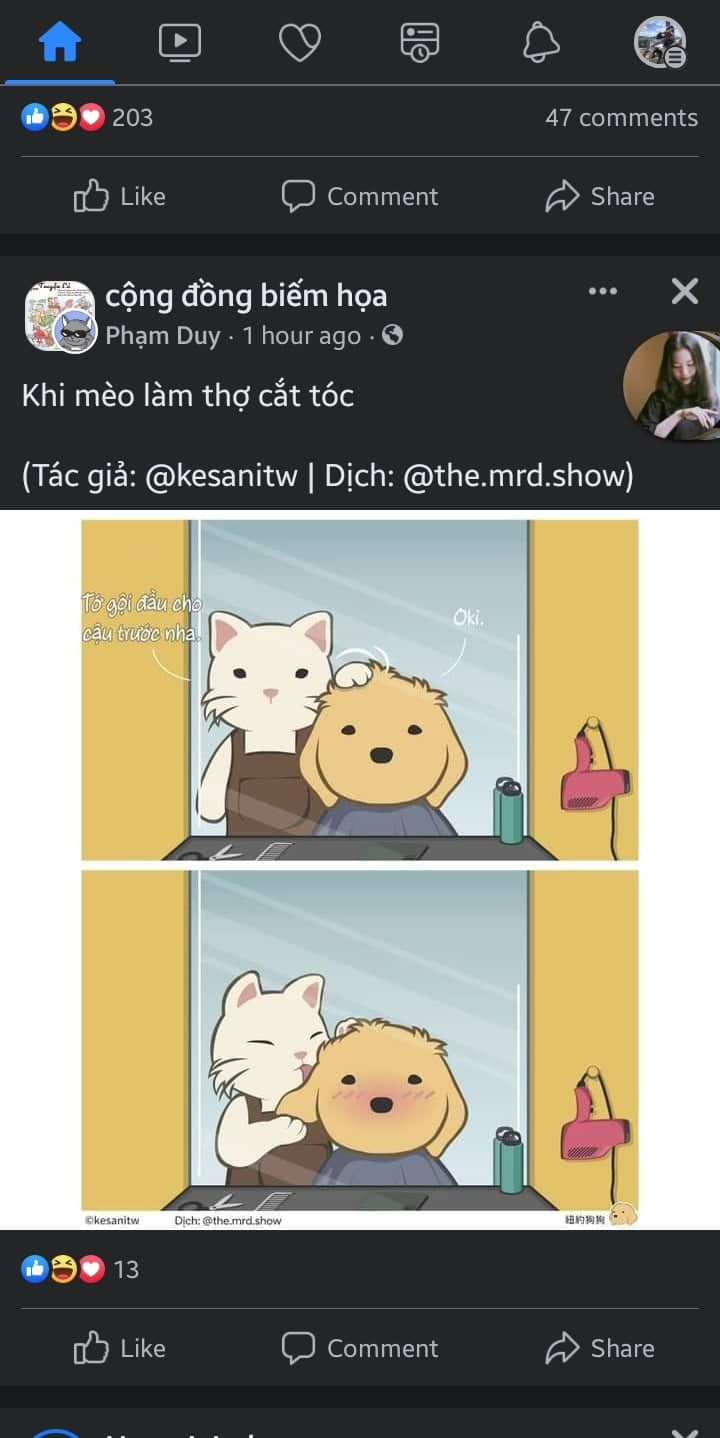 203
47 comments
Like
Comment
Share
cộng đồng biếm họa
Phạm Duy · 1 hour ago ·
Khi mèo làm thợ cắt tóc
(Tác giả: @kesanitw | Dịch: @the.mrd.show)
Tớ gội đầu cho
cậu trước nha.
Oki.
©kesanitw
Dịch: @the.mrd.show
紐約狗狗
13
Like
Comment
Share